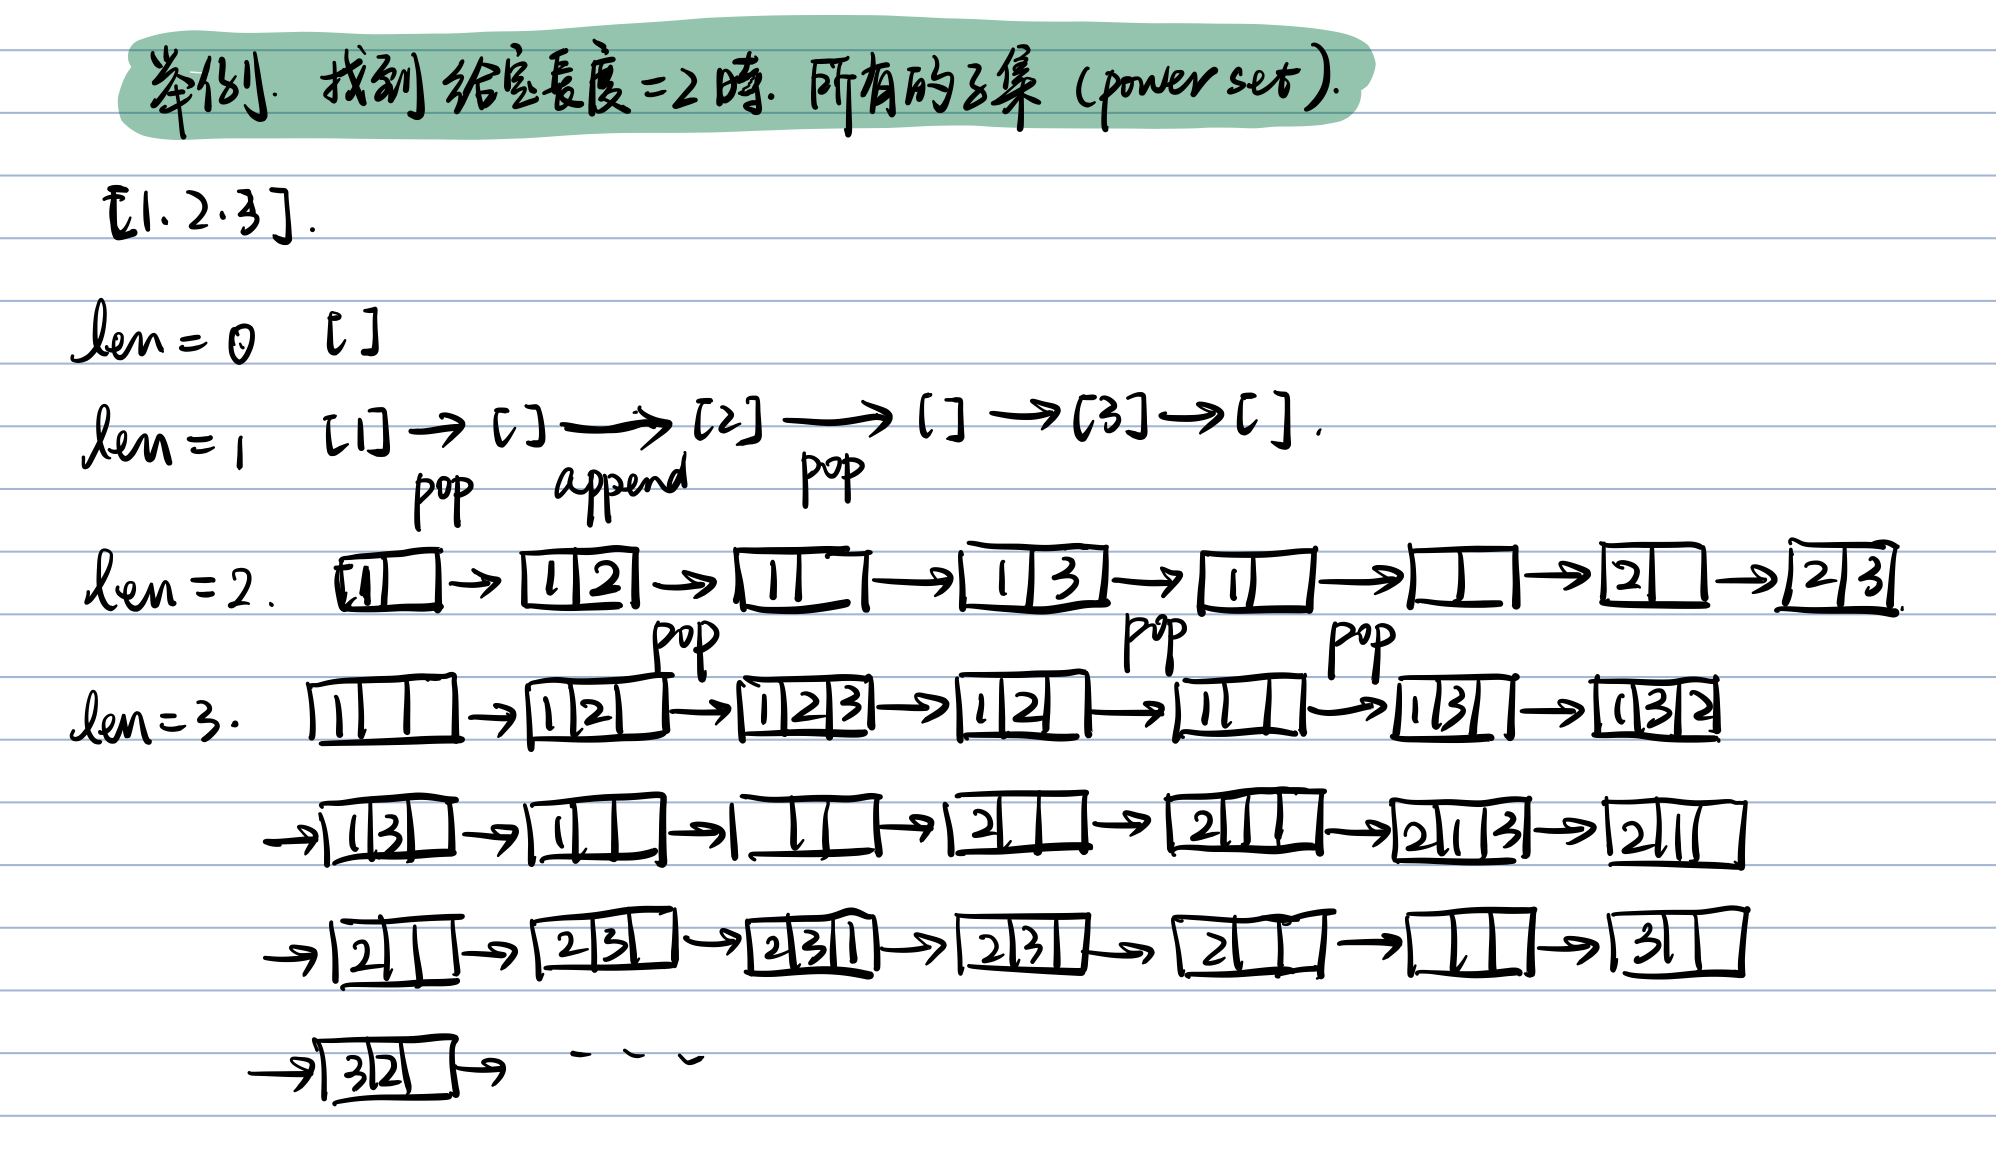 举例. 找到给定長度=2時. 所有的子集 (power set).
[1. 2. 3].
len = 0 [ ]
len = 1 [1] → [ ] → [2] → [ ] → [3] → [ ].
pop append pop
len = 2. 1 → 1 2 → 1 → 1 3 → 1 → → 2 → 2 3
pop pop pop
len = 3. 1 → 1 2 → 1 2 3 → 1 2 → 1 → 1 3 → 1 3 2
→ 1 3 → 1 → → 2 → 2 1 → 2 1 3 → 2 1
→ 2 → 2 3 → 2 3 1 → 2 3 → 2 → → 3
→ 3 2 → - - -